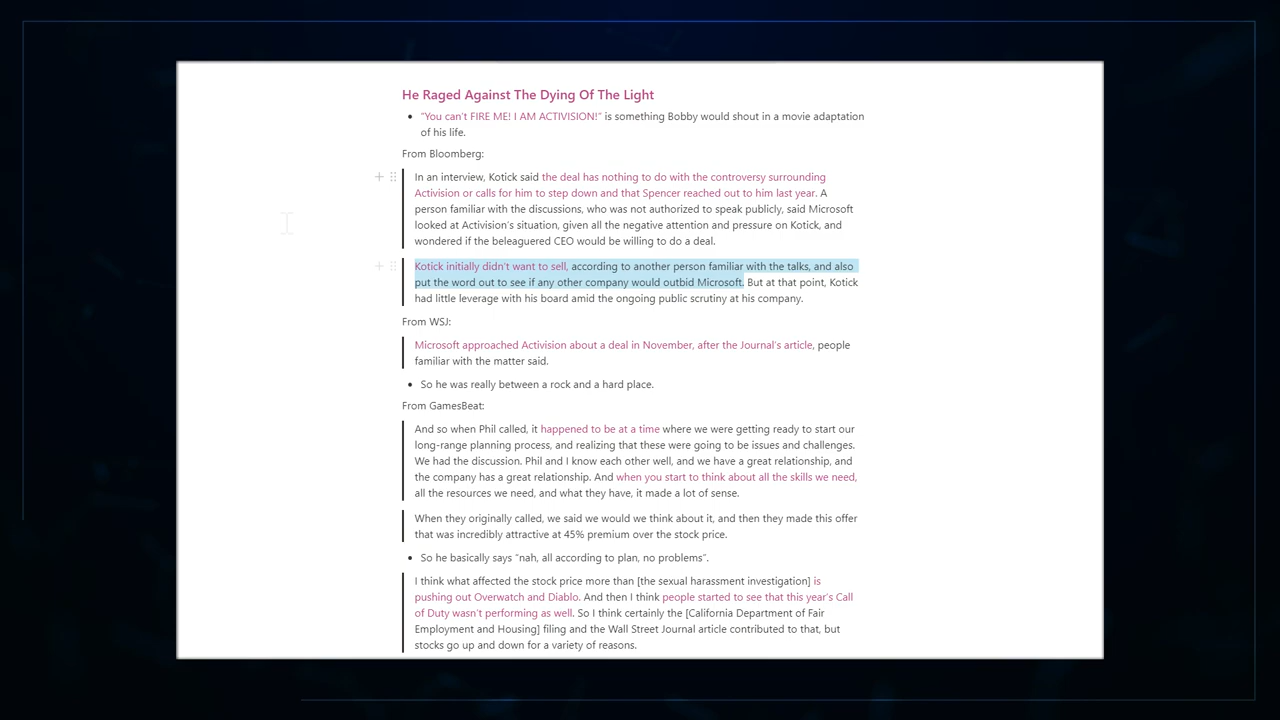 He Raged Against The Dying Of The Light
• "You can't FIRE ME! I AM ACTIVISION!" is something Bobby would shout in a movie adaptation
of his life.
From Bloomberg:
In an interview, Kotick said the deal has nothing to do with the controversy surrounding
Activision or calls for him to step down and that Spencer reached out to him last year. A
person familiar with the discussions, who was not authorized to speak publicly, said Microsoft
looked at Activision's situation, given all the negative attention and pressure on Kotick, and
wondered if the beleaguered CEO would be willing to do a deal.
Kotick initially didn't want to sell, according to another person familiar with the talks, and also
put the word out to see if any other company would outbid Microsoft. But at that point, Kotick
had little leverage with his board amid the ongoing public scrutiny at his company.
From WSJ:
Microsoft approached Activision about a deal in November, after the Journal's article, people
familiar with the matter said.
• So he was really between a rock and a hard place.
From GamesBeat:
And so when Phil called, it happened to be at a time where we were getting ready to start our
long-range planning process, and realizing that these were going to be issues and challenges.
We had the discussion. Phil and I know each other well, and we have a great relationship, and
the company has a great relationship. And when you start to think about all the skills we need,
all the resources we need, and what they have, it made a lot of sense.
When they originally called, we said we would we think about it, and then they made this offer
that was incredibly attractive at 45% premium over the stock price.
• So he basically says "nah, all according to plan, no problems".
I think what affected the stock price more than [the sexual harassment investigation] is
pushing out Overwatch and Diablo. And then I think people started to see that this year's Call
of Duty wasn't performing as well. So I think certainly the [California Department of Fair
Employment and Housing] filing and the Wall Street Journal article contributed to that, but
stocks go up and down for a variety of reasons.